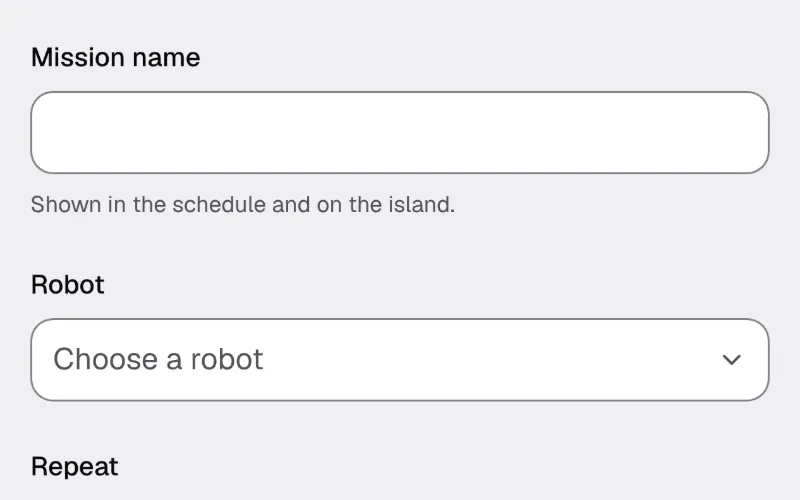 Mission name
Shown in the schedule and on the island.
Robot
Choose a robot
Repeat